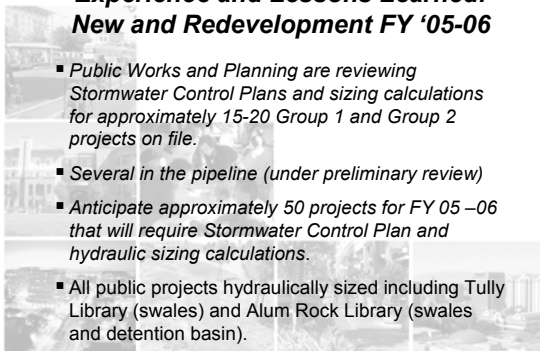 Experience and Lessons Learned:
New and Redevelopment FY '05-06
▪ Public Works and Planning are reviewing
Stormwater Control Plans and sizing calculations
for approximately 15-20 Group 1 and Group 2
projects on file.
▪ Several in the pipeline (under preliminary review)
▪ Anticipate approximately 50 projects for FY 05 –06
that will require Stormwater Control Plan and
hydraulic sizing calculations.
▪ All public projects hydraulically sized including Tully
Library (swales) and Alum Rock Library (swales
and detention basin).